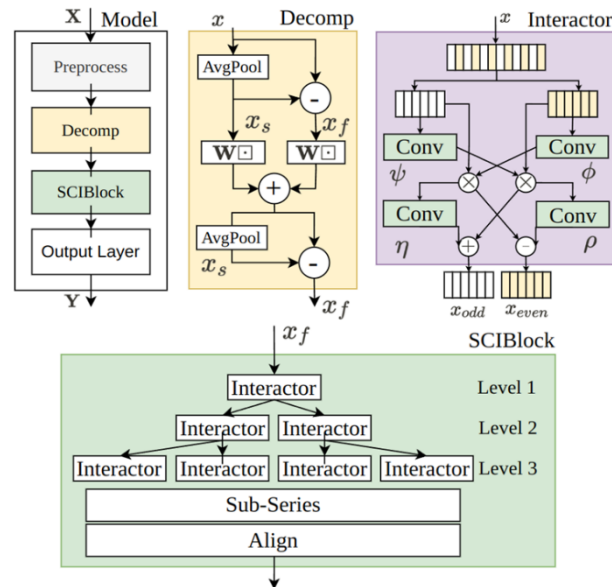 X
Model
Preprocess
Decomp
SCIBlock
Output Layer
Y
x
Decomp
AvgPool
-
x_s
x_f
W⊡
W⊡
+
AvgPool
x_s
-
x_f
x
Interactor
Conv
Conv
ψ
×
×
ϕ
Conv
Conv
η
+
-
ρ
x_odd
x_even
x_f
SCIBlock
Interactor
Level 1
Interactor
Interactor
Level 2
Interactor
Interactor
Interactor
Interactor
Level 3
Sub-Series
Align